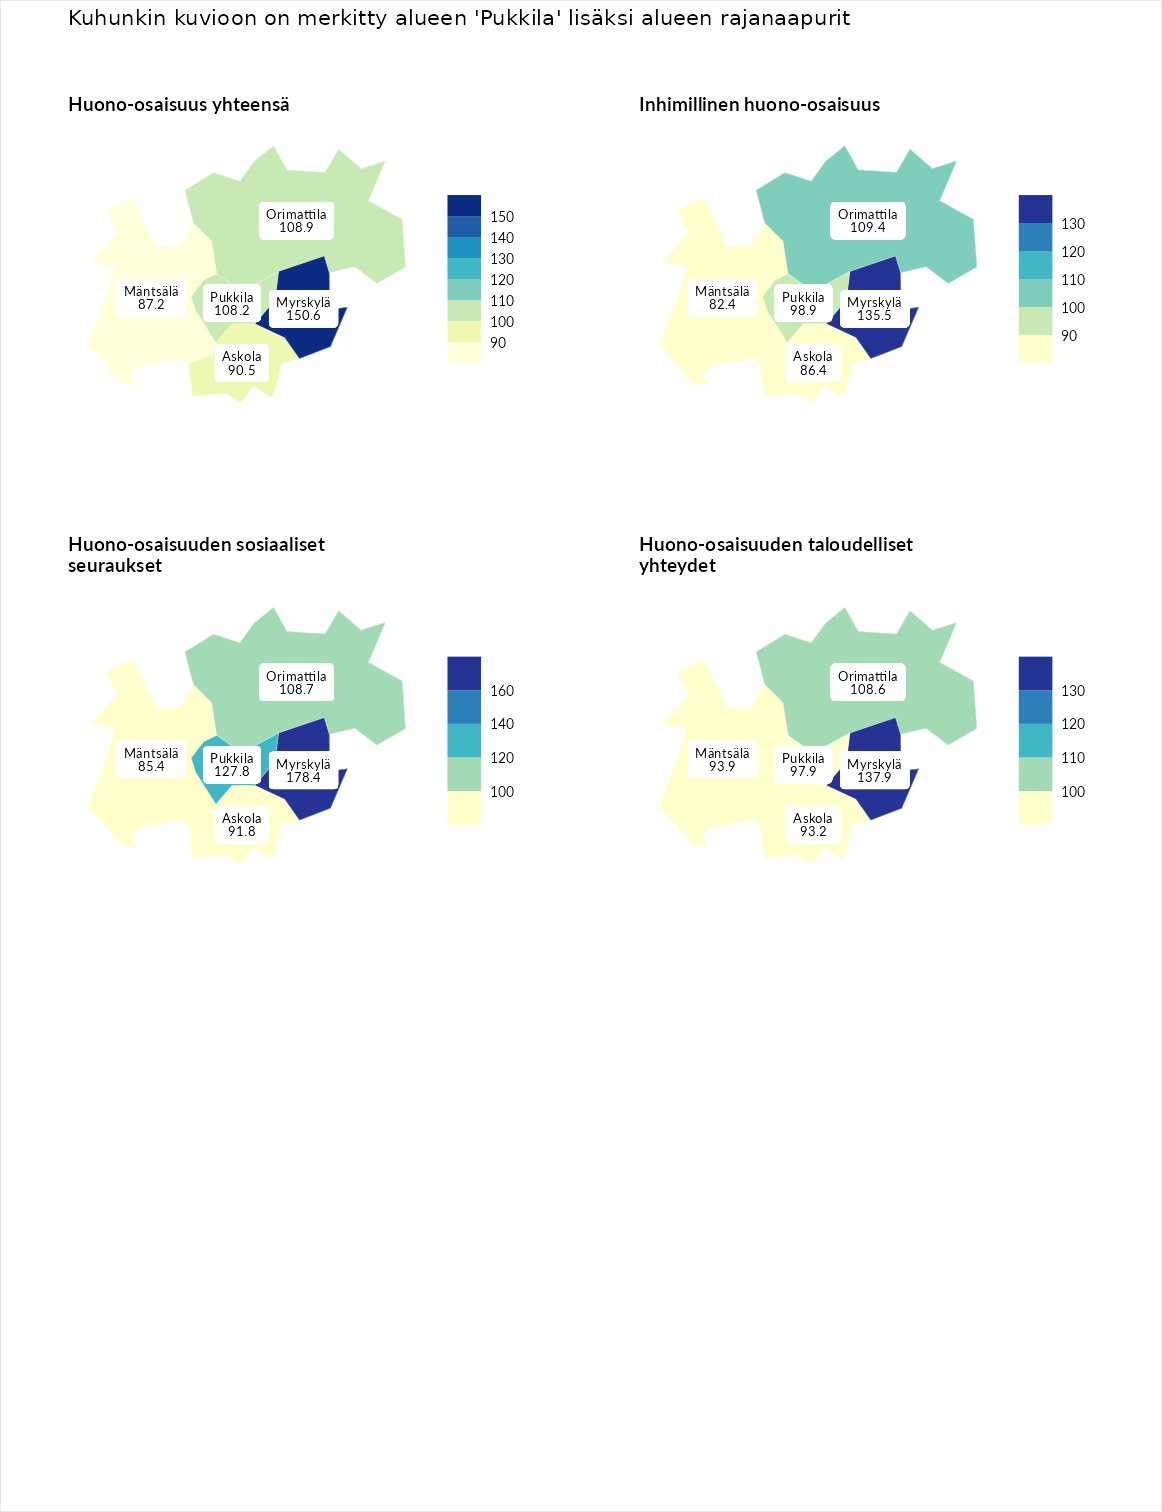 Kuhunkin kuvioon on merkitty alueen 'Pukkila' lisäksi alueen rajanaapurit
Huono-osaisuus yhteensä
Orimattila
108.9
Mäntsälä
87.2
Pukkila
108.2
Myrskylä
150.6
Askola
90.5
150
140
130
120
110
100
90
Inhimillinen huono-osaisuus
Orimattila
109.4
Mäntsälä
82.4
Pukkila
98.9
Myrskylä
135.5
Askola
86.4
130
120
110
100
90
Huono-osaisuuden sosiaaliset
seuraukset
Orimattila
108.7
Mäntsälä
85.4
Pukkila
127.8
Myrskylä
178.4
Askola
91.8
160
140
120
100
Huono-osaisuuden taloudelliset
yhteydet
Orimattila
108.6
Mäntsälä
93.9
Pukkila
97.9
Myrskylä
137.9
Askola
93.2
130
120
110
100